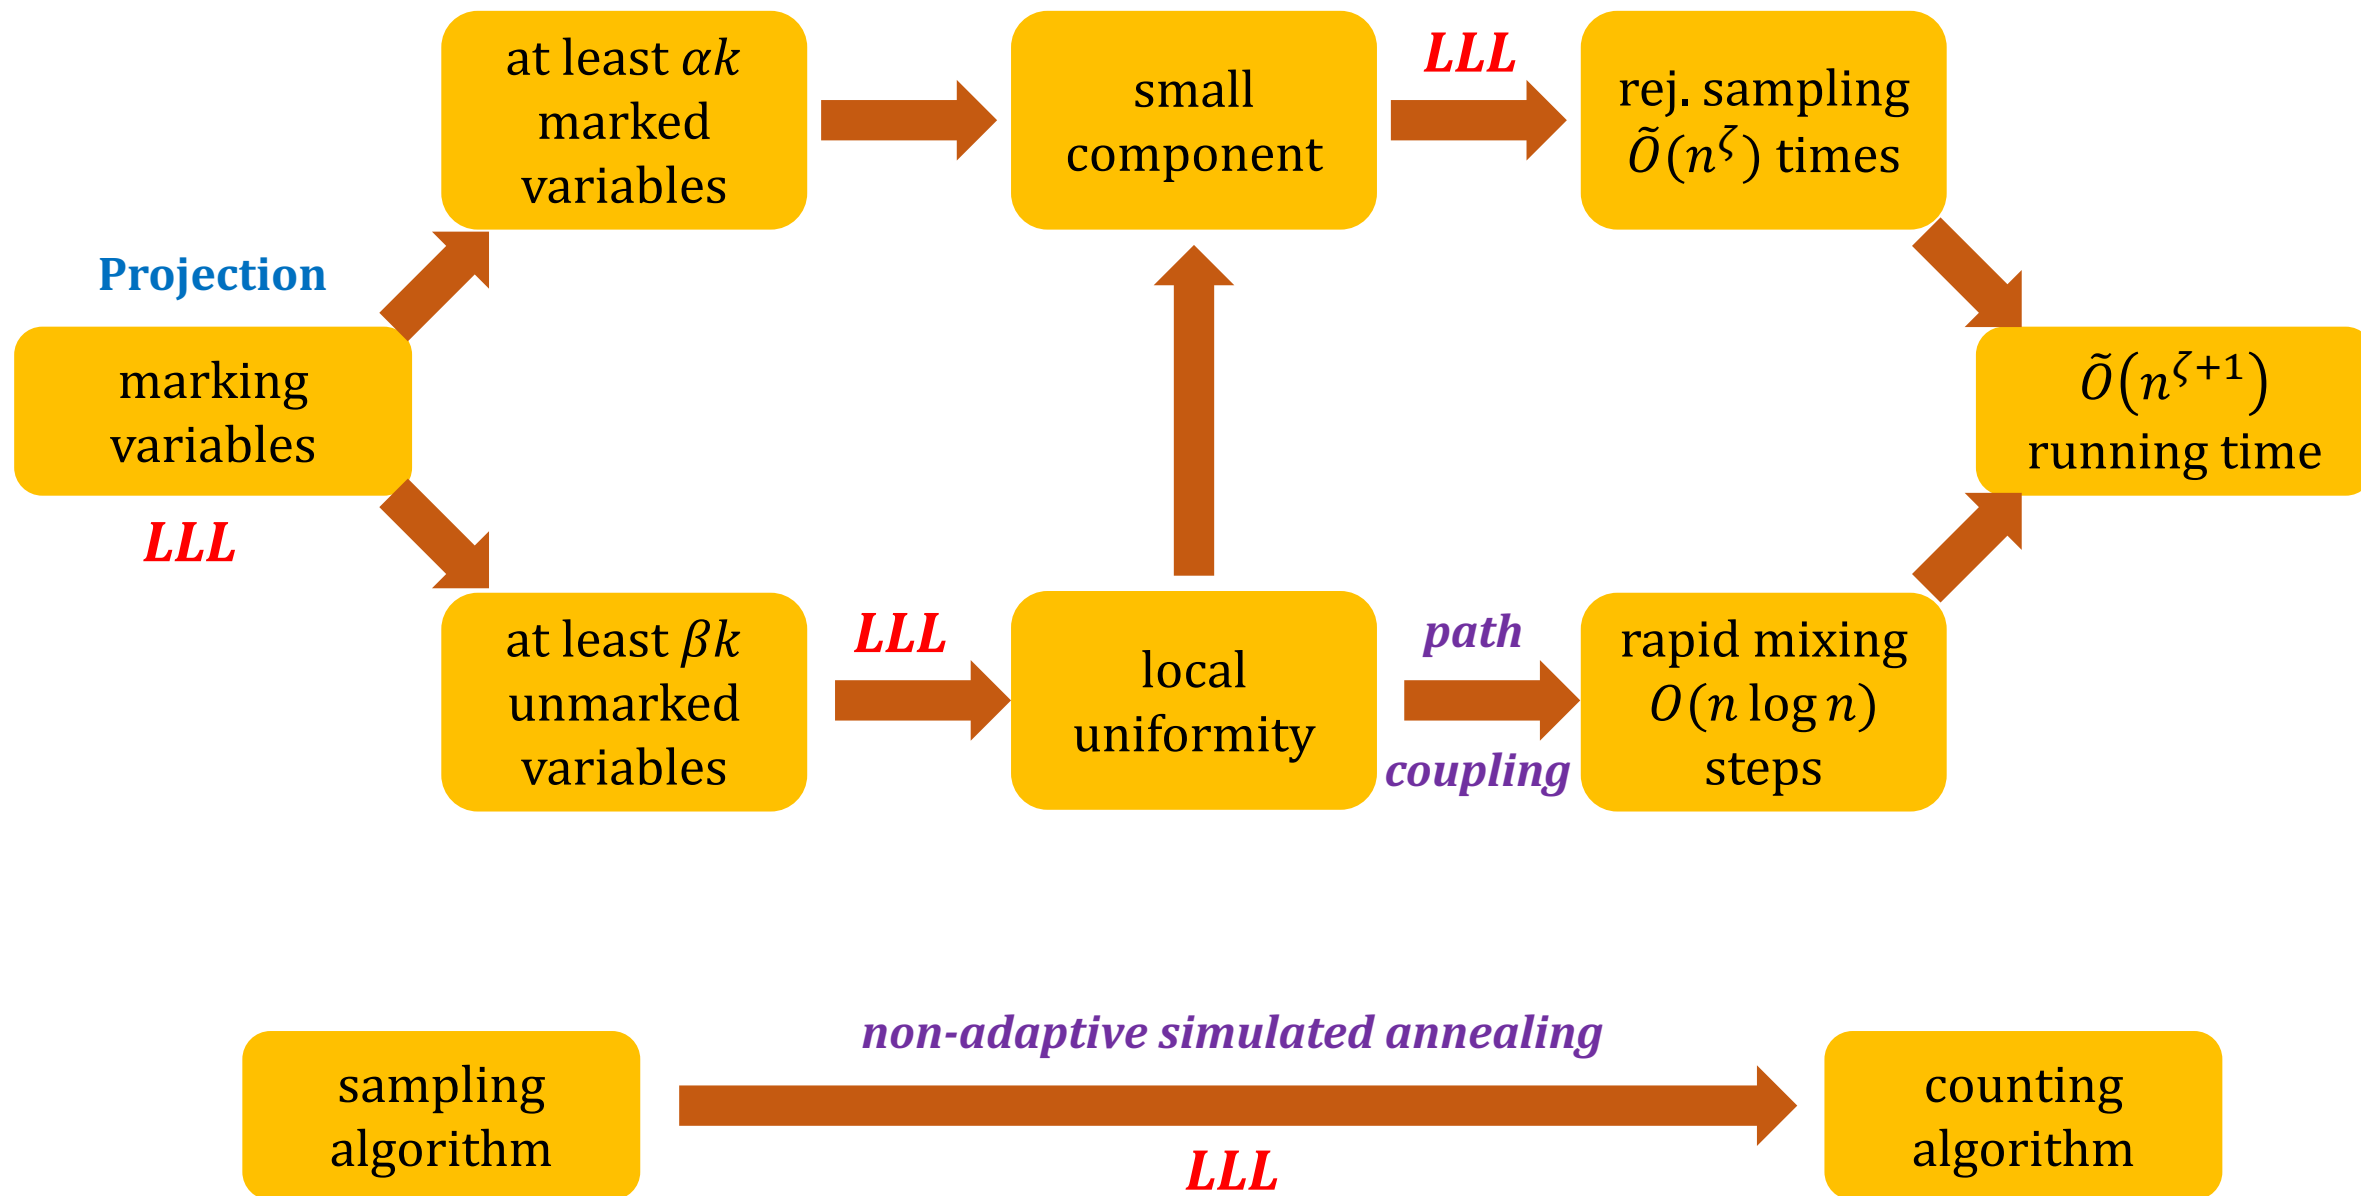 at least αk
marked
variables
small
component
LLL
rej. sampling
Õ(n^ζ) times
Projection
marking
variables
LLL
Õ(n^{ζ+1})
running time
at least βk
unmarked
variables
LLL
local
uniformity
path
coupling
rapid mixing
O(n log n)
steps
non-adaptive simulated annealing
sampling
algorithm
LLL
counting
algorithm